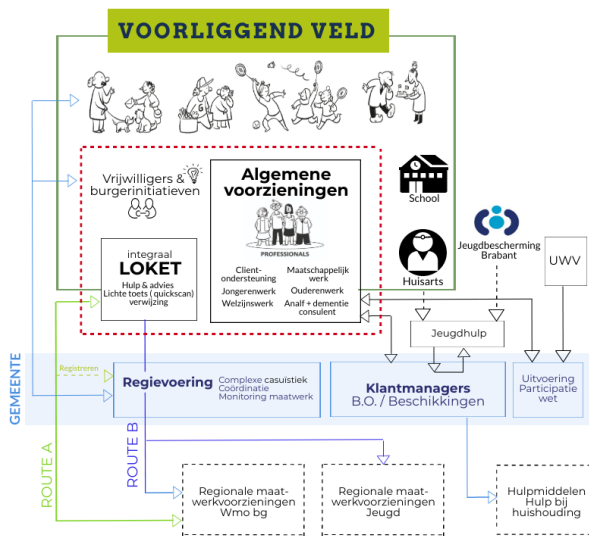 VOORLIGGEND VELD
Vrijwilligers &
burgerinitiatieven
Algemene
voorzieningen
PROFESSIONALS
Client-
ondersteuning
Jongerenwerk
Welzijnswerk
Maatschappelijk
werk
Ouderenwerk
Analf + dementie
consulent
integraal
LOKET
Hulp & advies
Lichte toets ( quickscan)
verwijzing
School
Huisarts
Jeugdbescherming
Brabant
UWV
Jeugdhulp
GEMEENTE
Registreren
Regievoering
Complexe casuïstiek
Coördinatie
Monitoring maatwerk
Klantmanagers
B.O. / Beschikkingen
Uitvoering
Participatie
wet
ROUTE A
ROUTE B
Regionale maat-
werkvoorzieningen
Wmo bg
Regionale maat-
werkvoorzieningen
Jeugd
Hulpmiddelen
Hulp bij
huishouding